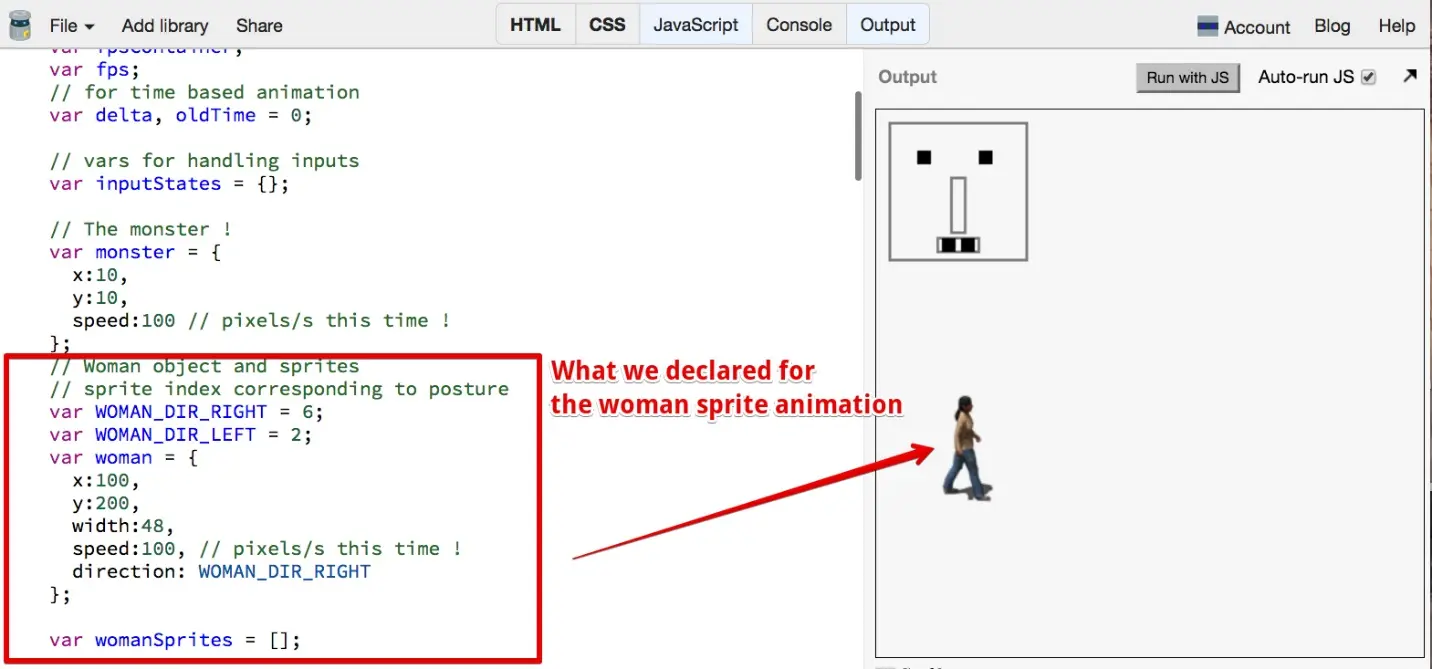 File Add library Share HTML CSS JavaScript Console Output Account Blog Help
var fpsContainer;
var fps;
// for time based animation
var delta, oldTime = 0;
// vars for handling inputs
var inputStates = {};
// The monster !
var monster = {
x:10,
y:10,
speed:100 // pixels/s this time !
};
// Woman object and sprites
// sprite index corresponding to posture
var WOMAN_DIR_RIGHT = 6;
var WOMAN_DIR_LEFT = 2;
var woman = {
x:100,
y:200,
width:48,
speed:100, // pixels/s this time !
direction: WOMAN_DIR_RIGHT
};
var womanSprites = [];
What we declared for
the woman sprite animation
Output Run with JS Auto-run JS